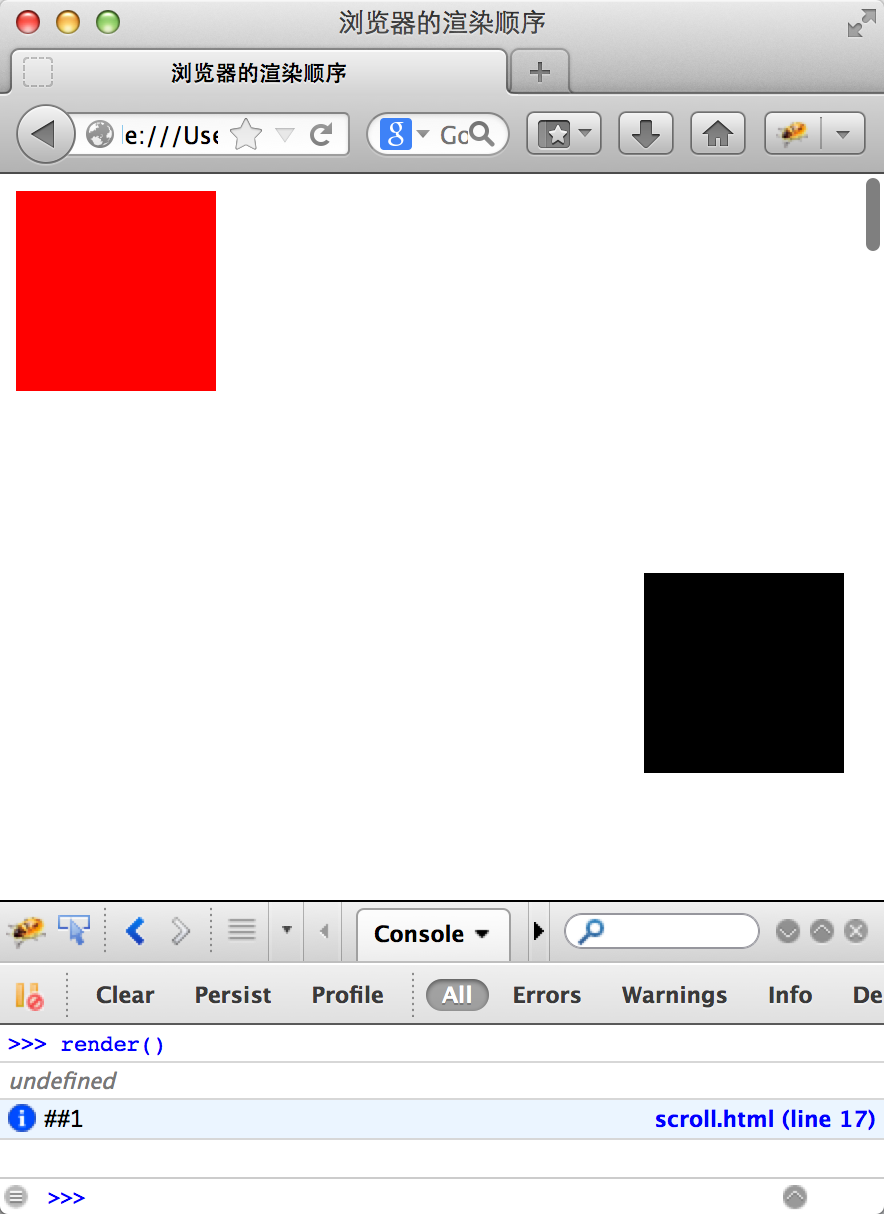 浏览器的渲染顺序
浏览器的渲染顺序
e:///Use
g Go
Console
Clear Persist Profile All Errors Warnings Info De
>>> render()
undefined
##1 scroll.html (line 17)
>>>